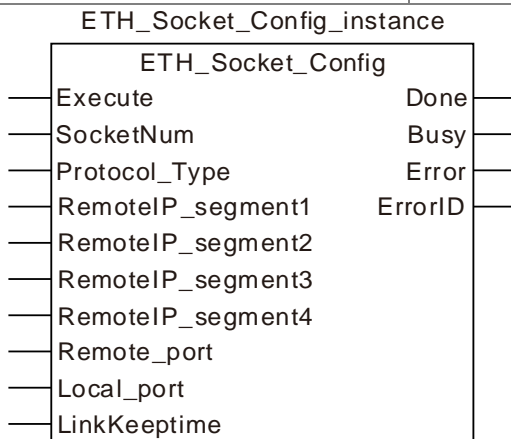 ETH_Socket_Config_instance
ETH_Socket_Config
Execute Done
SocketNum Busy
Protocol_Type Error
RemoteIP_segment1 ErrorID
RemoteIP_segment2
RemoteIP_segment3
RemoteIP_segment4
Remote_port
Local_port
LinkKeeptime